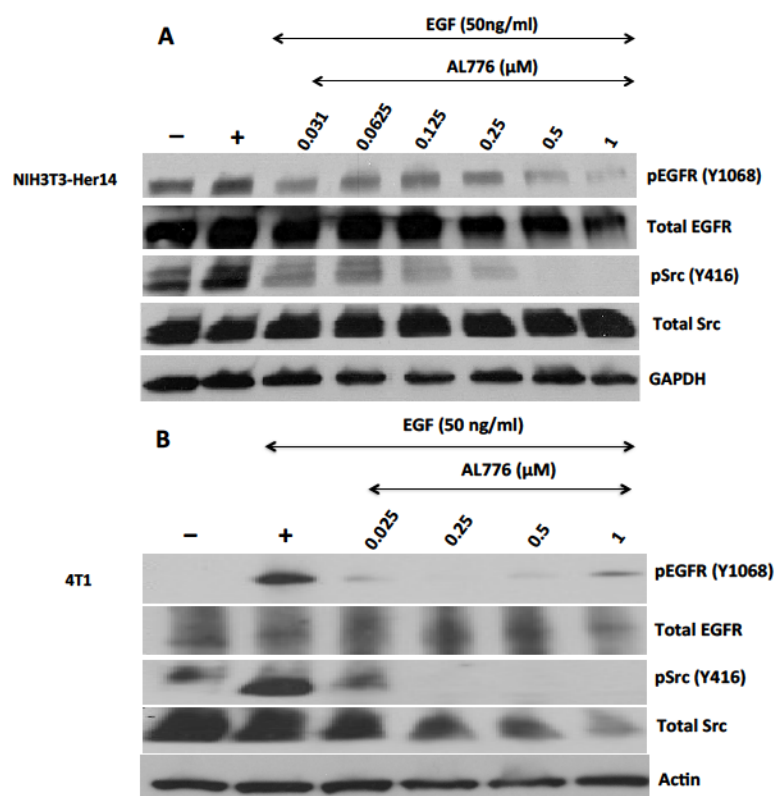 A
EGF (50ng/ml)
AL776 (μM)
− + 0.031 0.0625 0.125 0.25 0.5 1
NIH3T3-Her14
pEGFR (Y1068)
Total EGFR
pSrc (Y416)
Total Src
GAPDH
B
EGF (50 ng/ml)
AL776 (μM)
− + 0.025 0.25 0.5 1
4T1
pEGFR (Y1068)
Total EGFR
pSrc (Y416)
Total Src
Actin